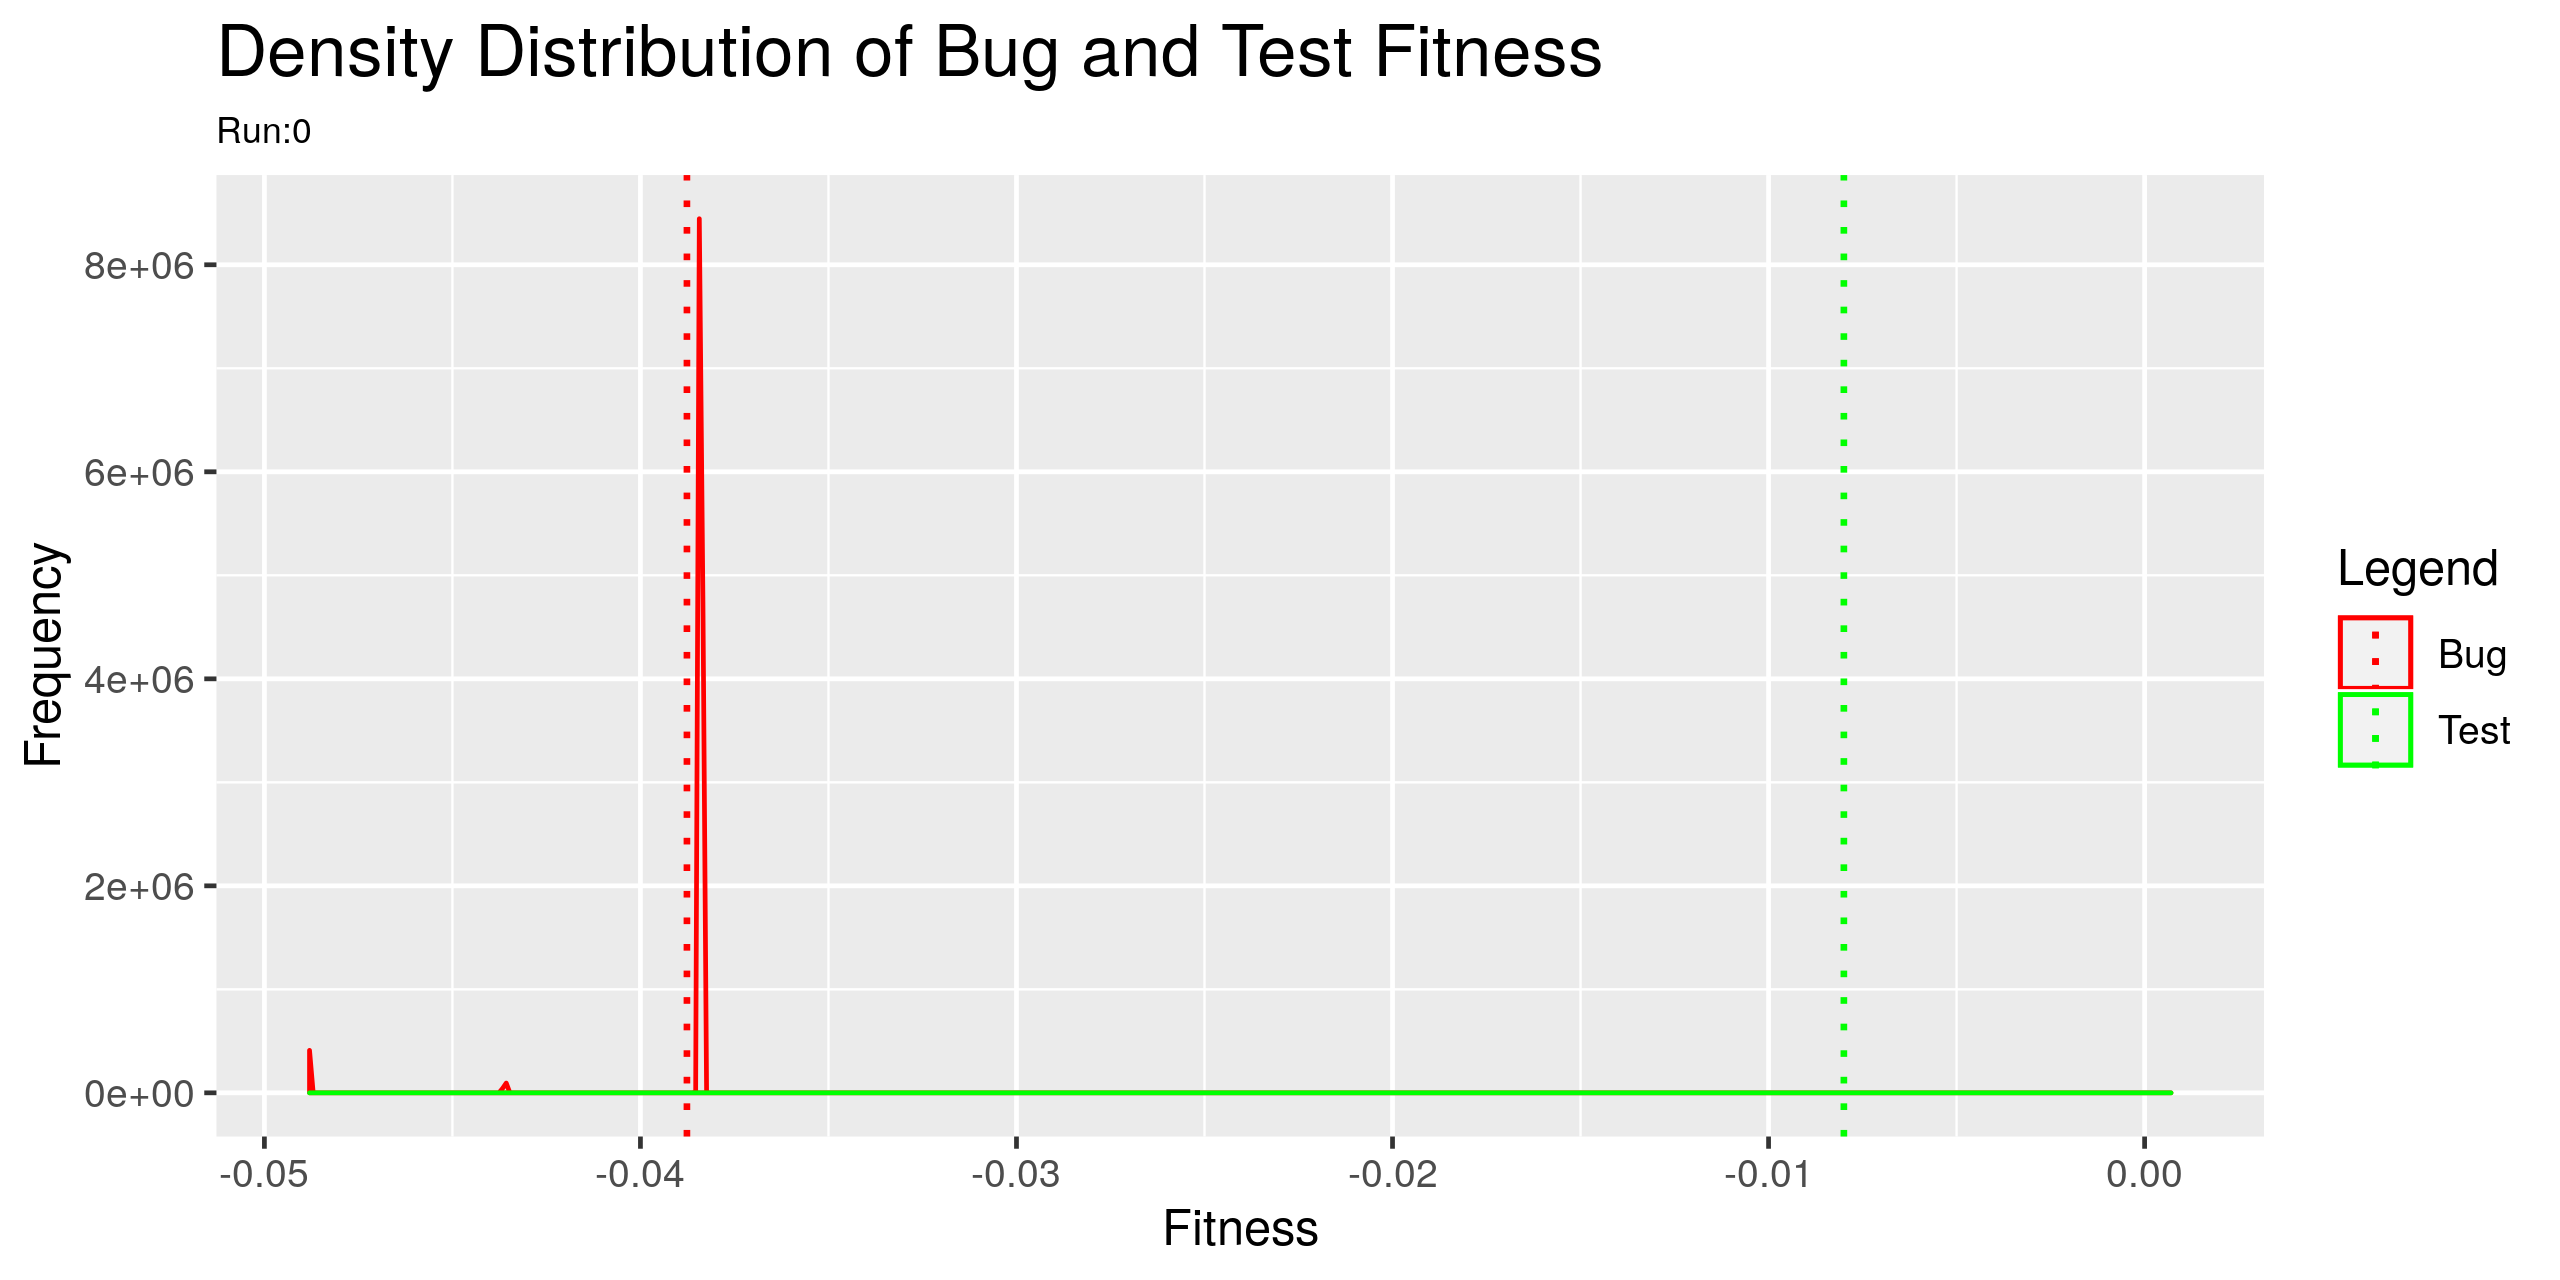 Density Distribution of Bug and Test Fitness
Run:0
8e+06
6e+06
4e+06
2e+06
0e+00
Frequency
-0.05
-0.04
-0.03
-0.02
-0.01
0.00
Fitness
Legend
Bug
Test